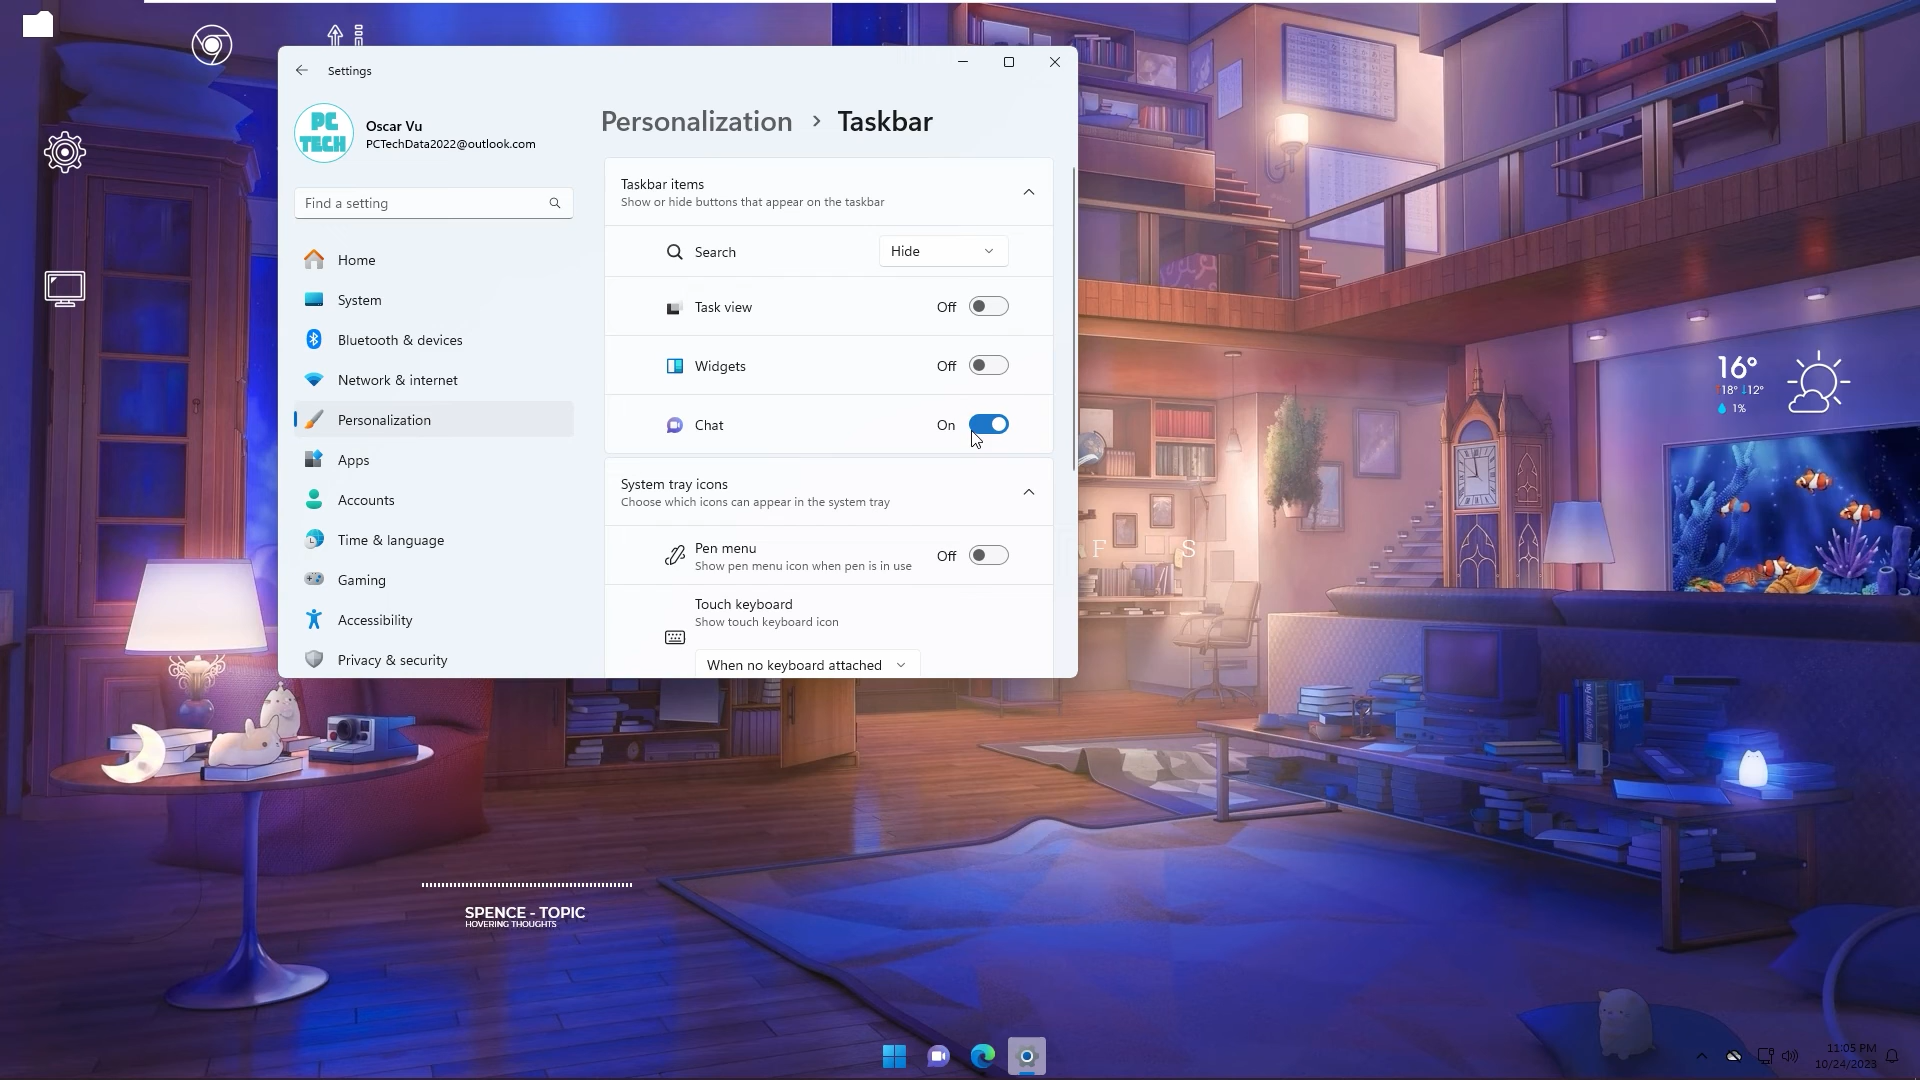 Settings
PC
TECH
Oscar Vu
PCTechData2022@outlook.com
Find a setting
Home
System
Bluetooth & devices
Network & internet
Personalization
Apps
Accounts
Time & language
Gaming
Accessibility
Privacy & security
Personalization > Taskbar
Taskbar items
Show or hide buttons that appear on the taskbar
Search Hide
Task view Off
Widgets Off
Chat On
System tray icons
Choose which icons can appear in the system tray
Pen menu
Show pen menu icon when pen is in use
Off
Touch keyboard
Show touch keyboard icon
When no keyboard attached
16°
↑18° ↓12°
1%
F S
SPENCE - TOPIC
HOVERING THOUGHTS
11:05 PM
10/24/2023